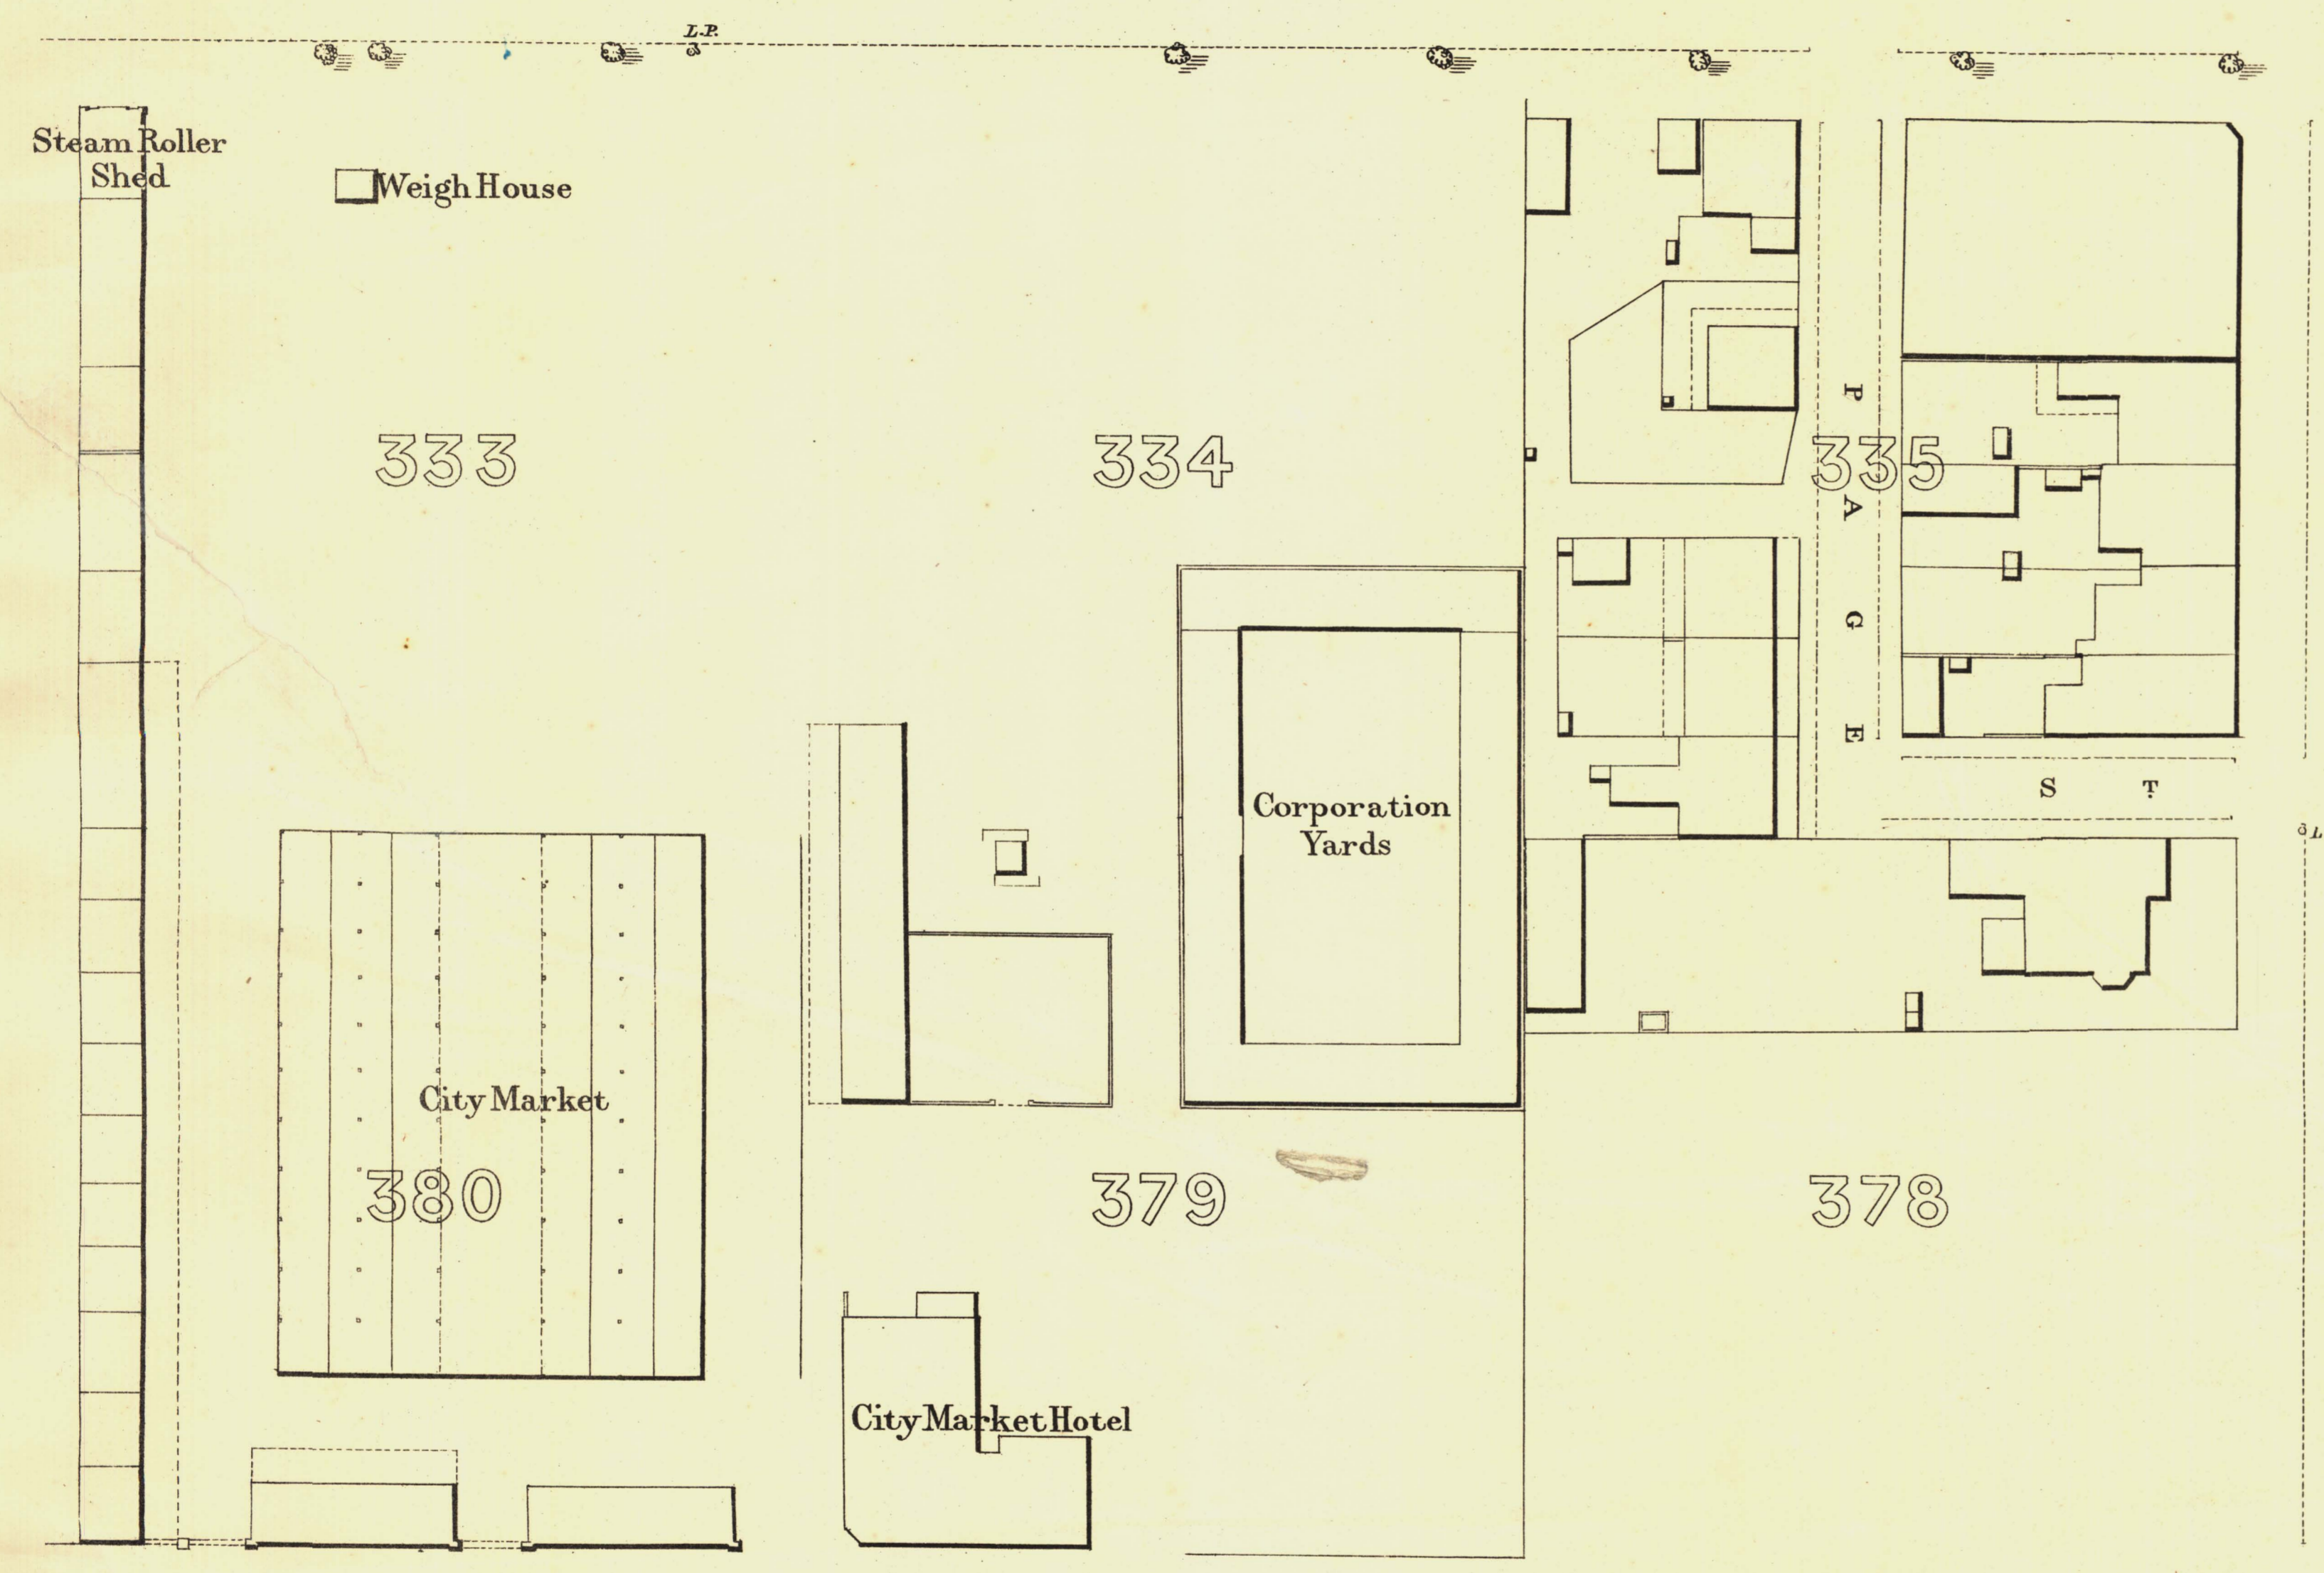 L.P.
Steam Roller
Shed
Weigh House
333
334
335
P
A
G
E
S T
Corporation
Yards
L
City Market
380
379
378
City Market Hotel